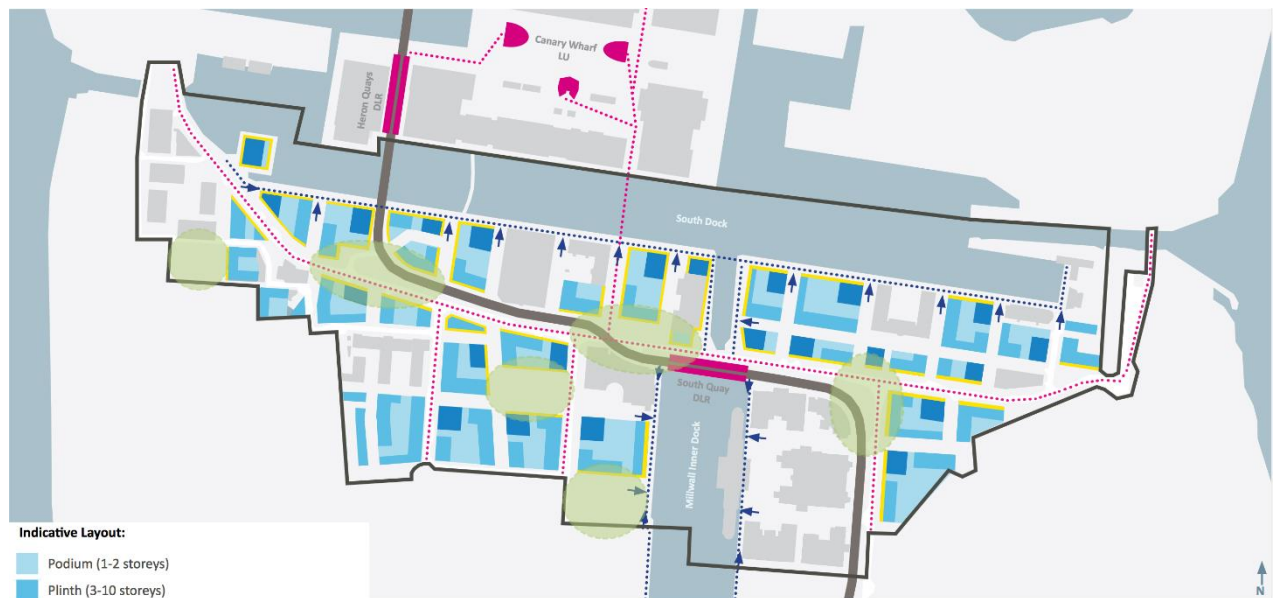 Canary Wharf
LU
Heron Quays
DLR
South Dock
South Quay
DLR
Millwall Inner Dock
Indicative Layout:
Podium (1-2 storeys)
Plinth (3-10 storeys)
N